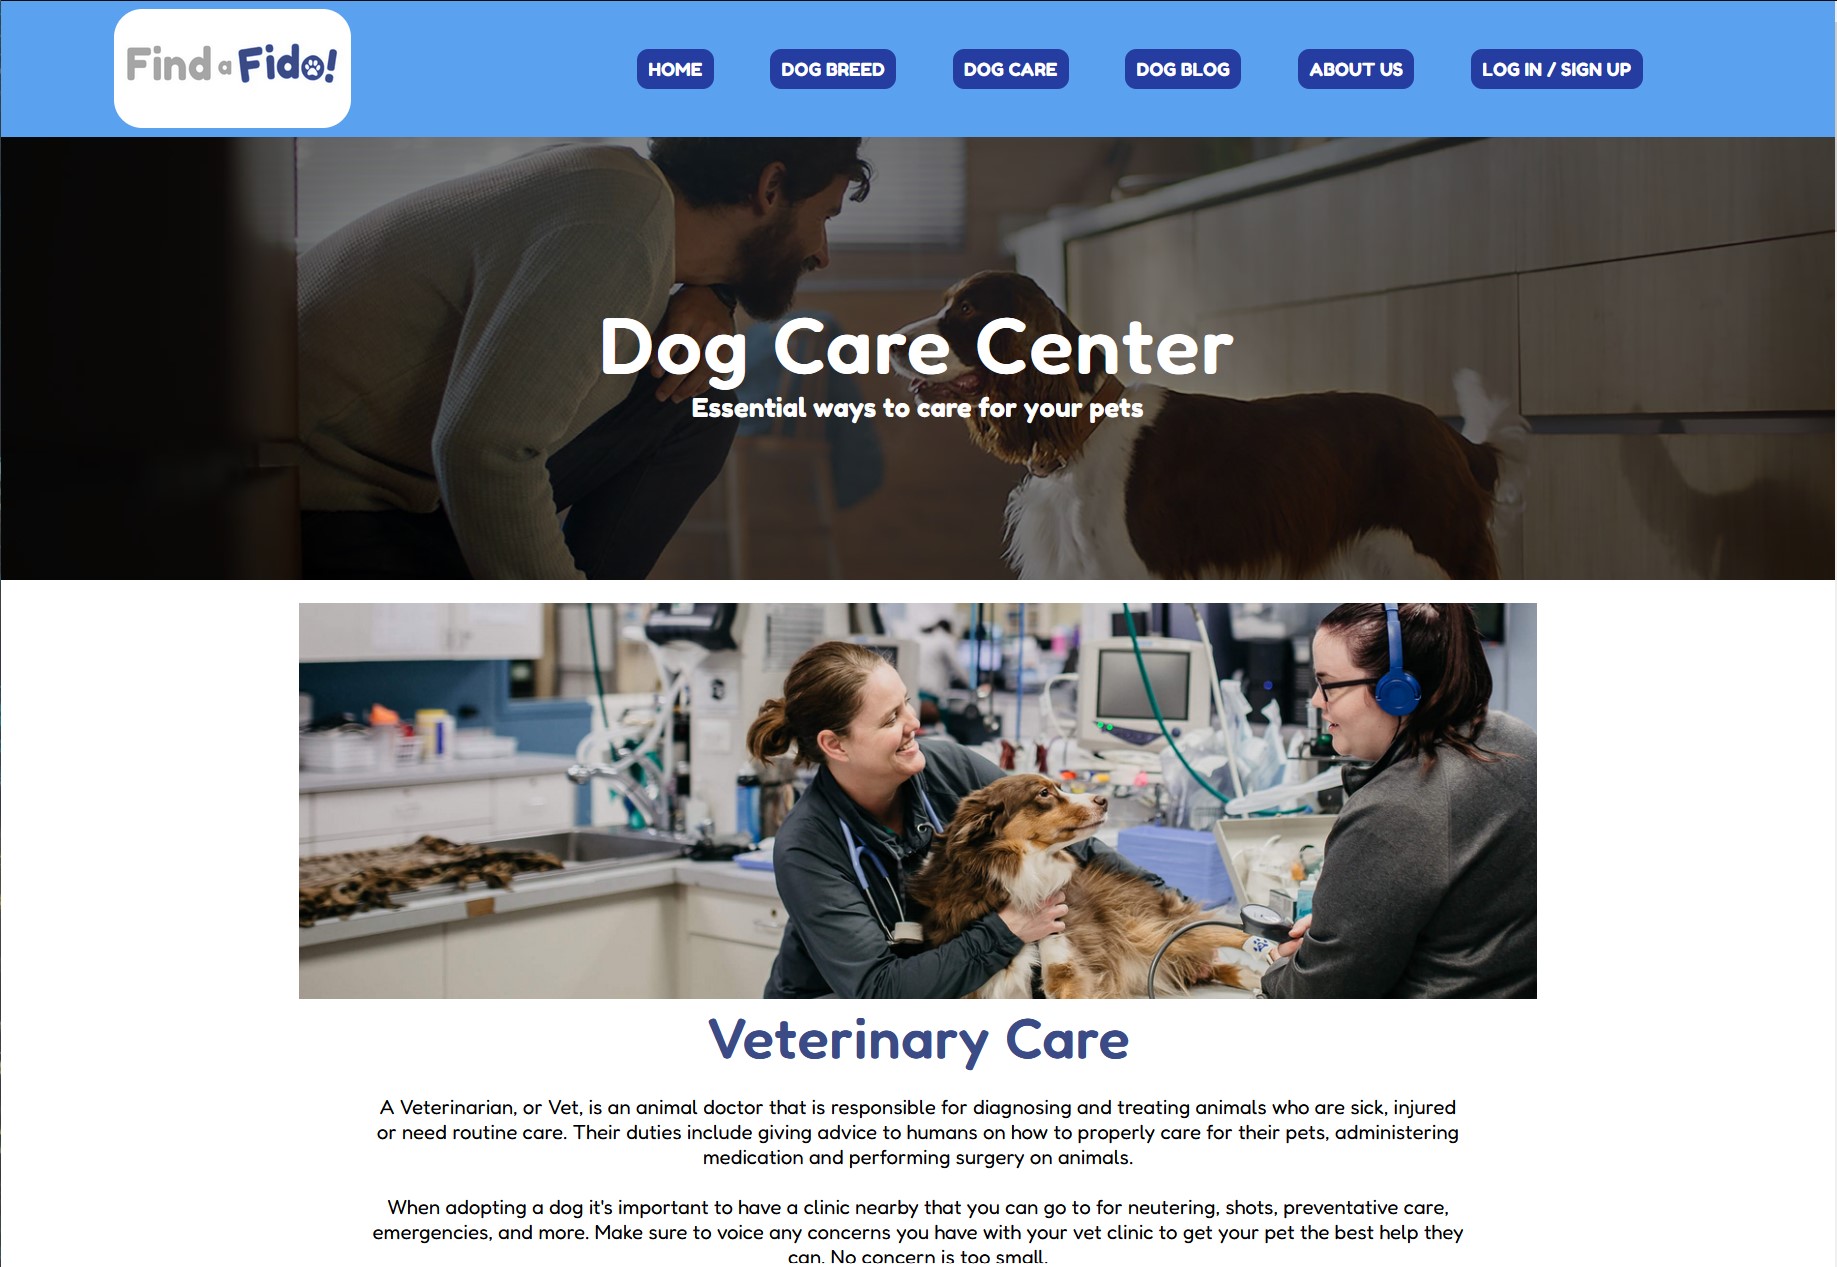 Find a Fido!
HOME
DOG BREED
DOG CARE
DOG BLOG
ABOUT US
LOG IN / SIGN UP
Dog Care Center
Essential ways to care for your pets
Veterinary Care
A Veterinarian, or Vet, is an animal doctor that is responsible for diagnosing and treating animals who are sick, injured
or need routine care. Their duties include giving advice to humans on how to properly care for their pets, administering
medication and performing surgery on animals.
When adopting a dog it's important to have a clinic nearby that you can go to for neutering, shots, preventative care,
emergencies, and more. Make sure to voice any concerns you have with your vet clinic to get your pet the best help they
can. No concern is too small.